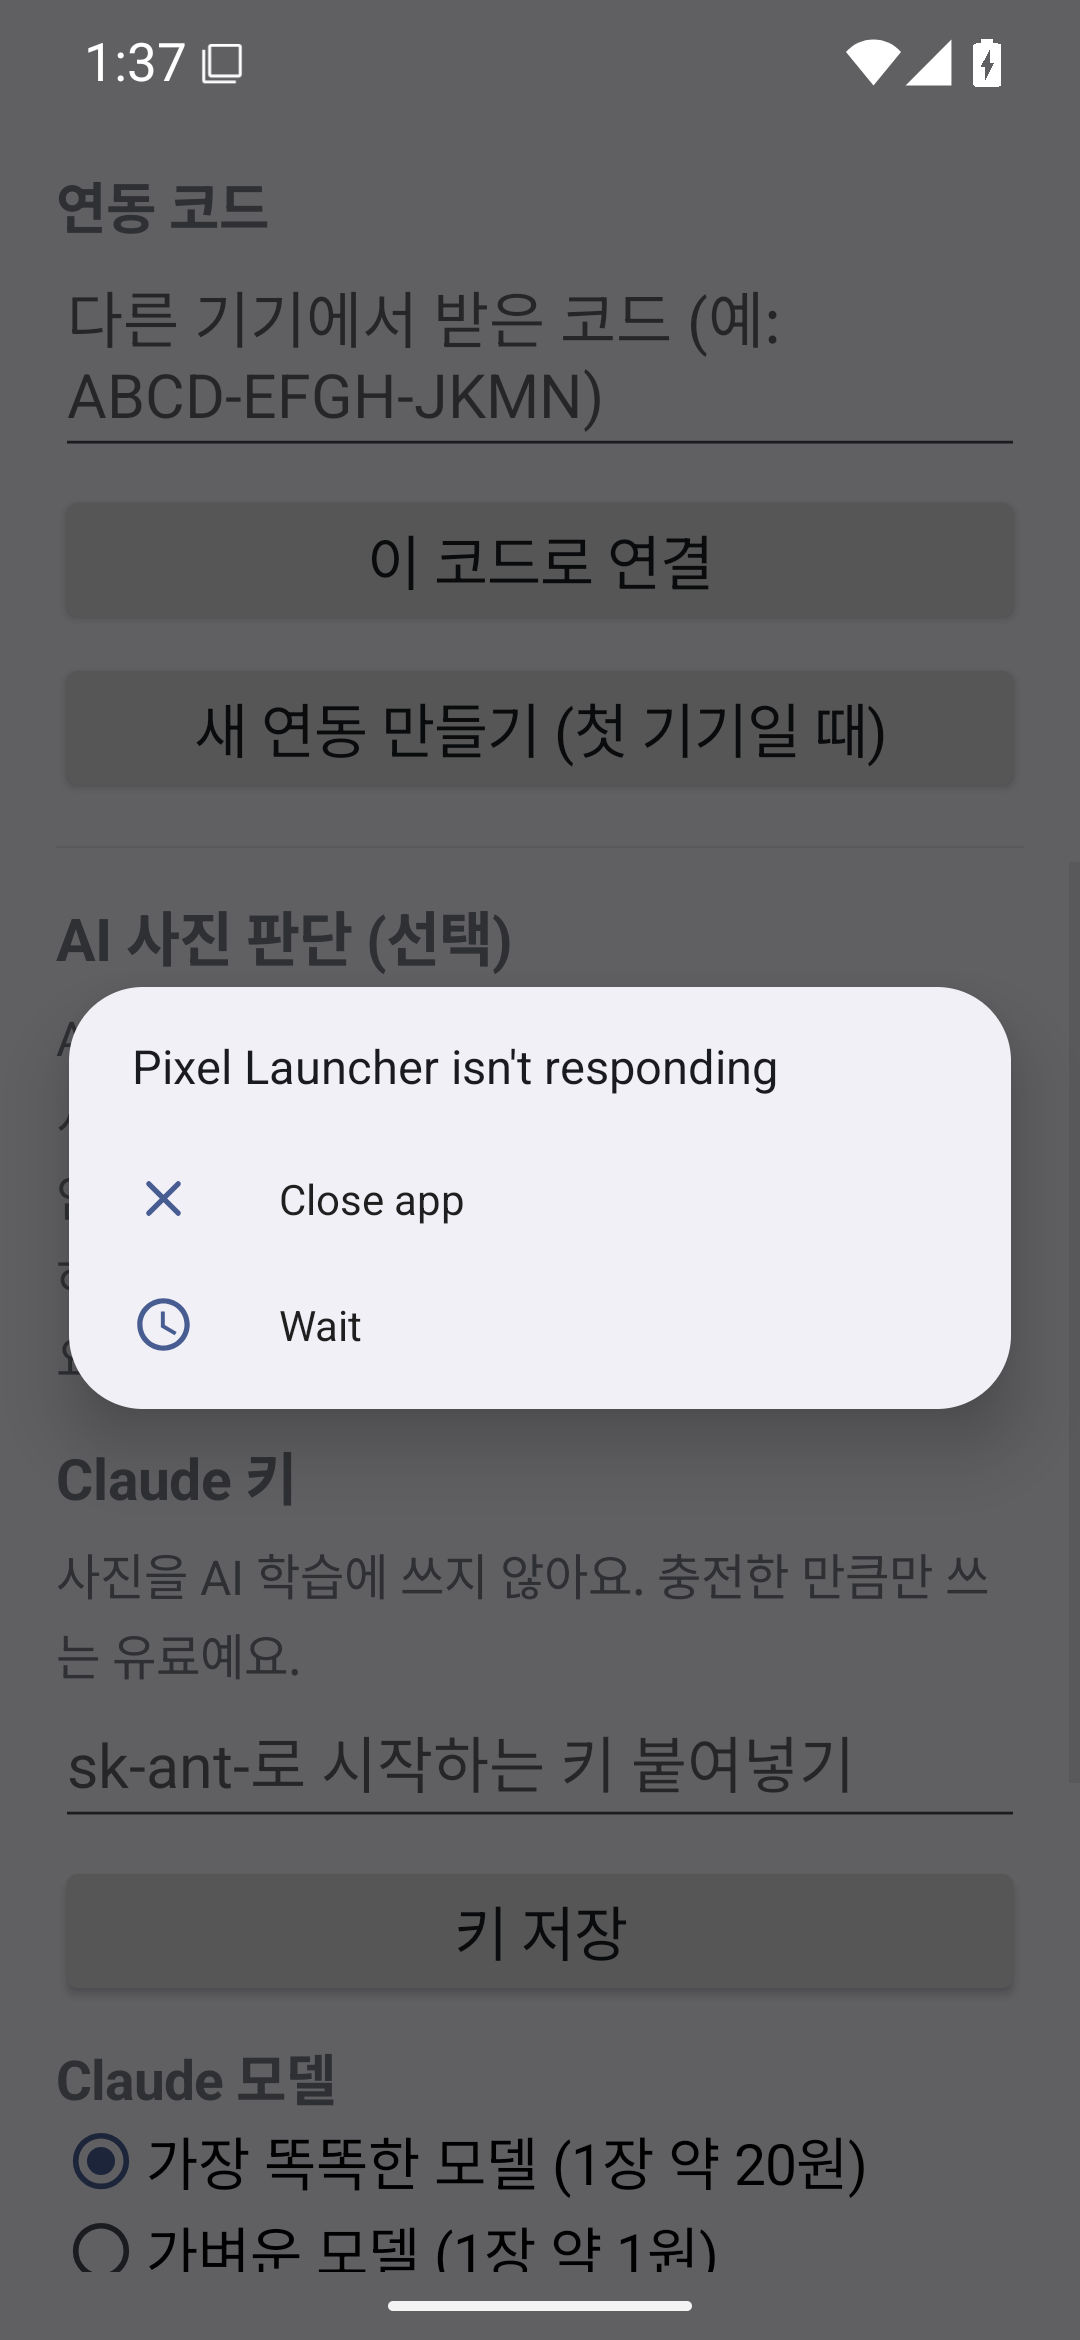 1:37
연동 코드
다른 기기에서 받은 코드 (예:
ABCD-EFGH-JKMN)
이 코드로 연결
새 연동 만들기 (첫 기기일 때)
AI 사진 판단 (선택)
Pixel Launcher isn't responding
Close app
Wait
Claude 키
사진을 AI 학습에 쓰지 않아요. 충전한 만큼만 쓰
는 유료예요.
sk-ant-로 시작하는 키 붙여넣기
키 저장
Claude 모델
가장 똑똑한 모델 (1장 약 20원)
가벼운 모델 (1장 약 1원)